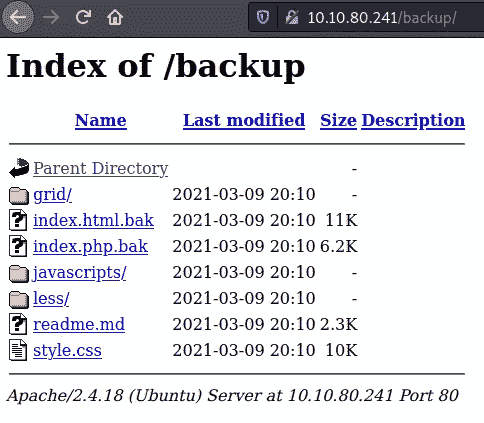 10.10.80.241/backup/
Index of /backup
Name Last modified Size Description
Parent Directory -
grid/ 2021-03-09 20:10 -
index.html.bak 2021-03-09 20:10 11K
index.php.bak 2021-03-09 20:10 6.2K
javascripts/ 2021-03-09 20:10 -
less/ 2021-03-09 20:10 -
readme.md 2021-03-09 20:10 2.3K
style.css 2021-03-09 20:10 10K
Apache/2.4.18 (Ubuntu) Server at 10.10.80.241 Port 80